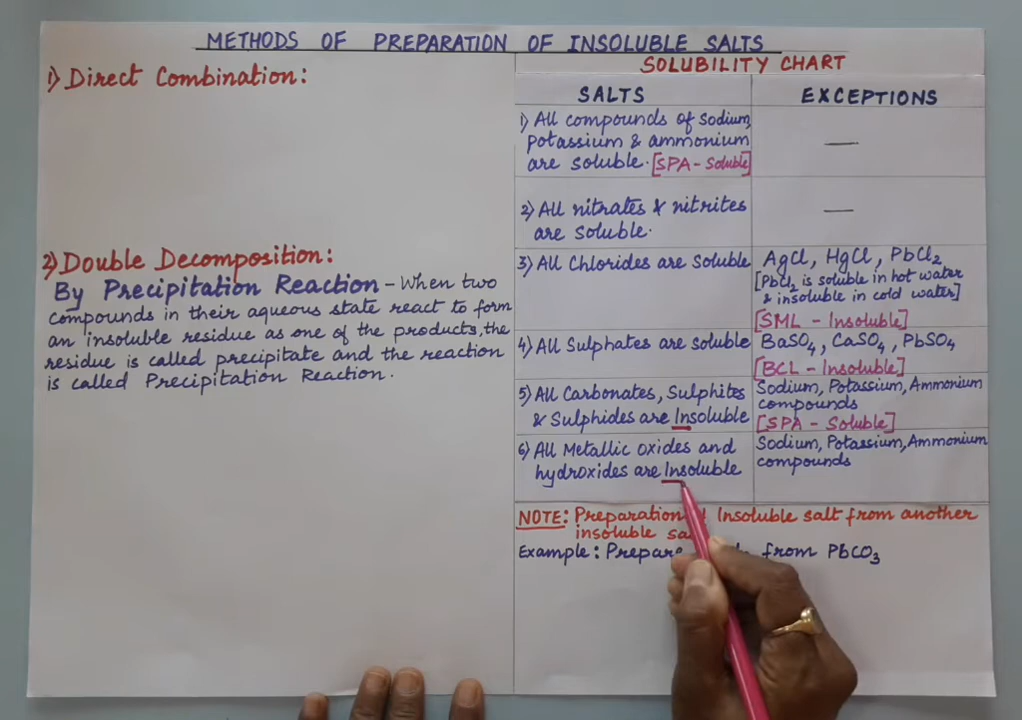 METHODS OF PREPARATION OF INSOLUBLE SALTS
1) Direct Combination:
2) Double Decomposition:
By Precipitation Reaction - When two
compounds in their aqueous state react to form
an insoluble residue as one of the products, the
residue is called precipitate and the reaction
is called Precipitation Reaction.
SOLUBILITY CHART
SALTS
EXCEPTIONS
1) All compounds of Sodium,
potassium & ammonium
are soluble. [SPA - Soluble]
—
2) All nitrates & nitrites
are soluble.
—
3) All Chlorides are Soluble
AgCl, HgCl, PbCl₂
[PbCl₂ is soluble in hot water
& insoluble in cold water]
[SML - Insoluble]
4) All Sulphates are Soluble
BaSO₄, CaSO₄, PbSO₄
[BCL - Insoluble]
5) All Carbonates, Sulphites
& Sulphides are Insoluble
Sodium, Potassium, Ammonium
compounds
[SPA - Soluble]
6) All Metallic oxides and
hydroxides are Insoluble
Sodium, Potassium, Ammonium
compounds
NOTE: Preparation Insoluble salt from another
insoluble
Example: Prepare from PbCO₃